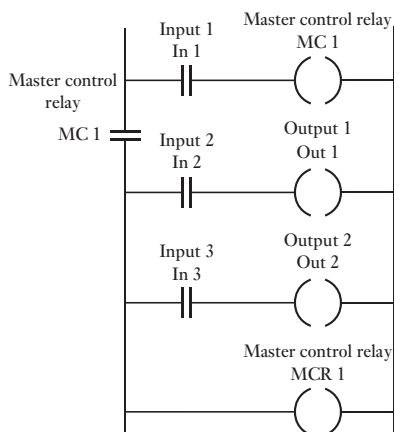 Master control relay
MC 1
Input 1
In 1
Master control
relay
MC 1
Input 2
In 2
Output 1
Out 1
Input 3
In 3
Output 2
Out 2
Master control relay
MCR 1